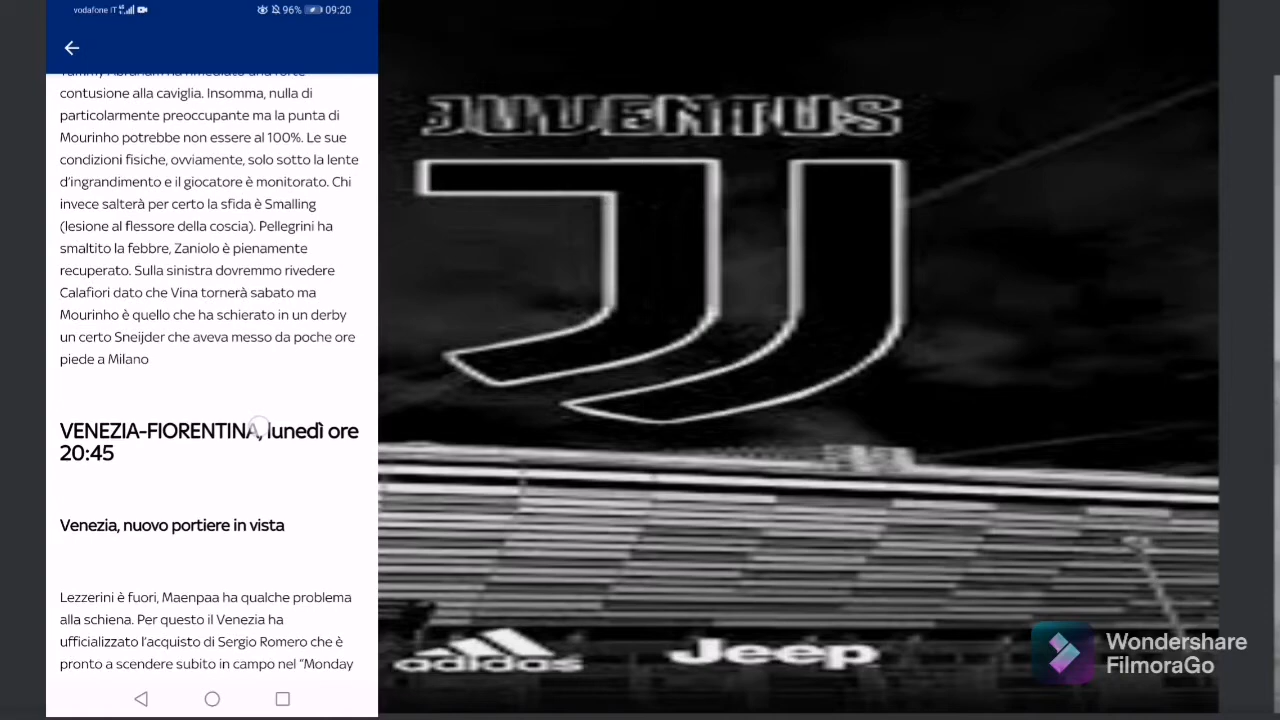 vodafone IT
96%
09:20
Tammy Abraham ha rimediato una forte
contusione alla caviglia. Insomma, nulla di
particolarmente preoccupante ma la punta di
Mourinho potrebbe non essere al 100%. Le sue
condizioni fisiche, ovviamente, solo sotto la lente
d'ingrandimento e il giocatore è monitorato. Chi
invece salterà per certo la sfida è Smalling
(lesione al flessore della coscia). Pellegrini ha
smaltito la febbre, Zaniolo è pienamente
recuperato. Sulla sinistra dovremmo rivedere
Calafiori dato che Vina tornerà sabato ma
Mourinho è quello che ha schierato in un derby
un certo Sneijder che aveva messo da poche ore
piede a Milano
VENEZIA-FIORENTINA, lunedì ore
20:45
Venezia, nuovo portiere in vista
Lezzerini è fuori, Maenpaa ha qualche problema
alla schiena. Per questo il Venezia ha
ufficializzato l'acquisto di Sergio Romero che è
pronto a scendere subito in campo nel "Monday
JUVENTUS
adidas
Jeep
Wondershare
FilmoraGo